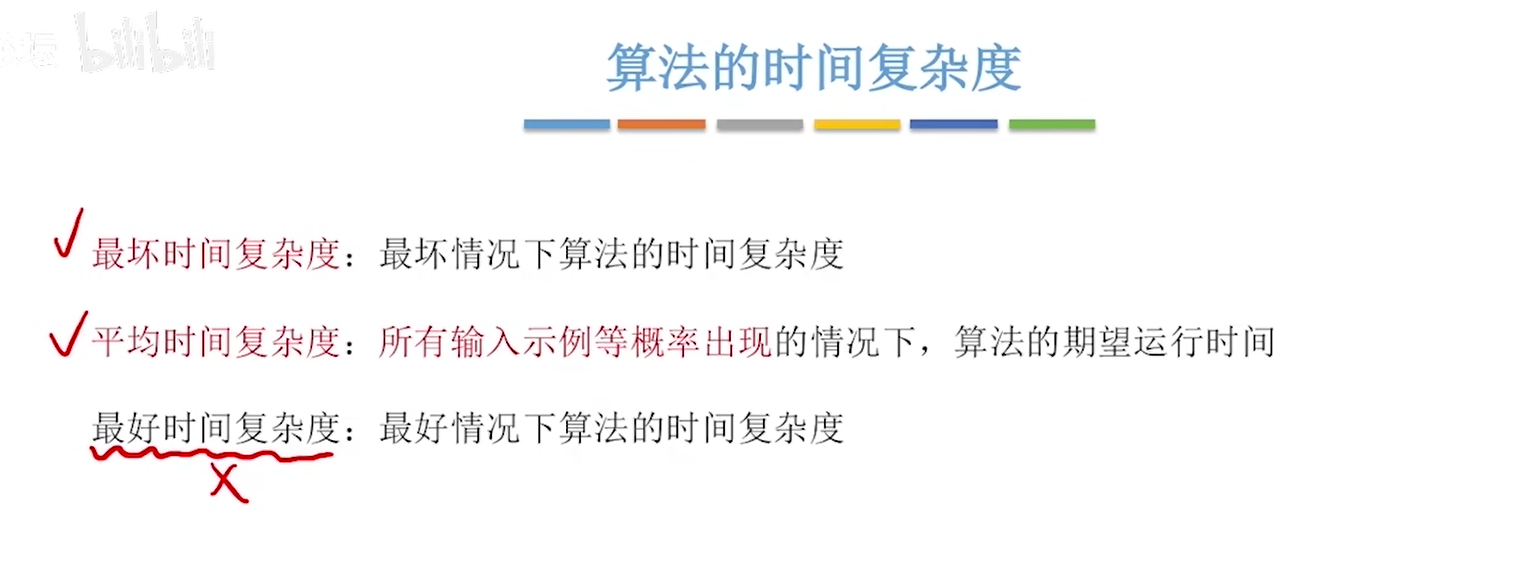 bilibili
算法的时间复杂度
最坏时间复杂度：最坏情况下算法的时间复杂度
平均时间复杂度：所有输入示例等概率出现的情况下，算法的期望运行时间
最好时间复杂度：最好情况下算法的时间复杂度